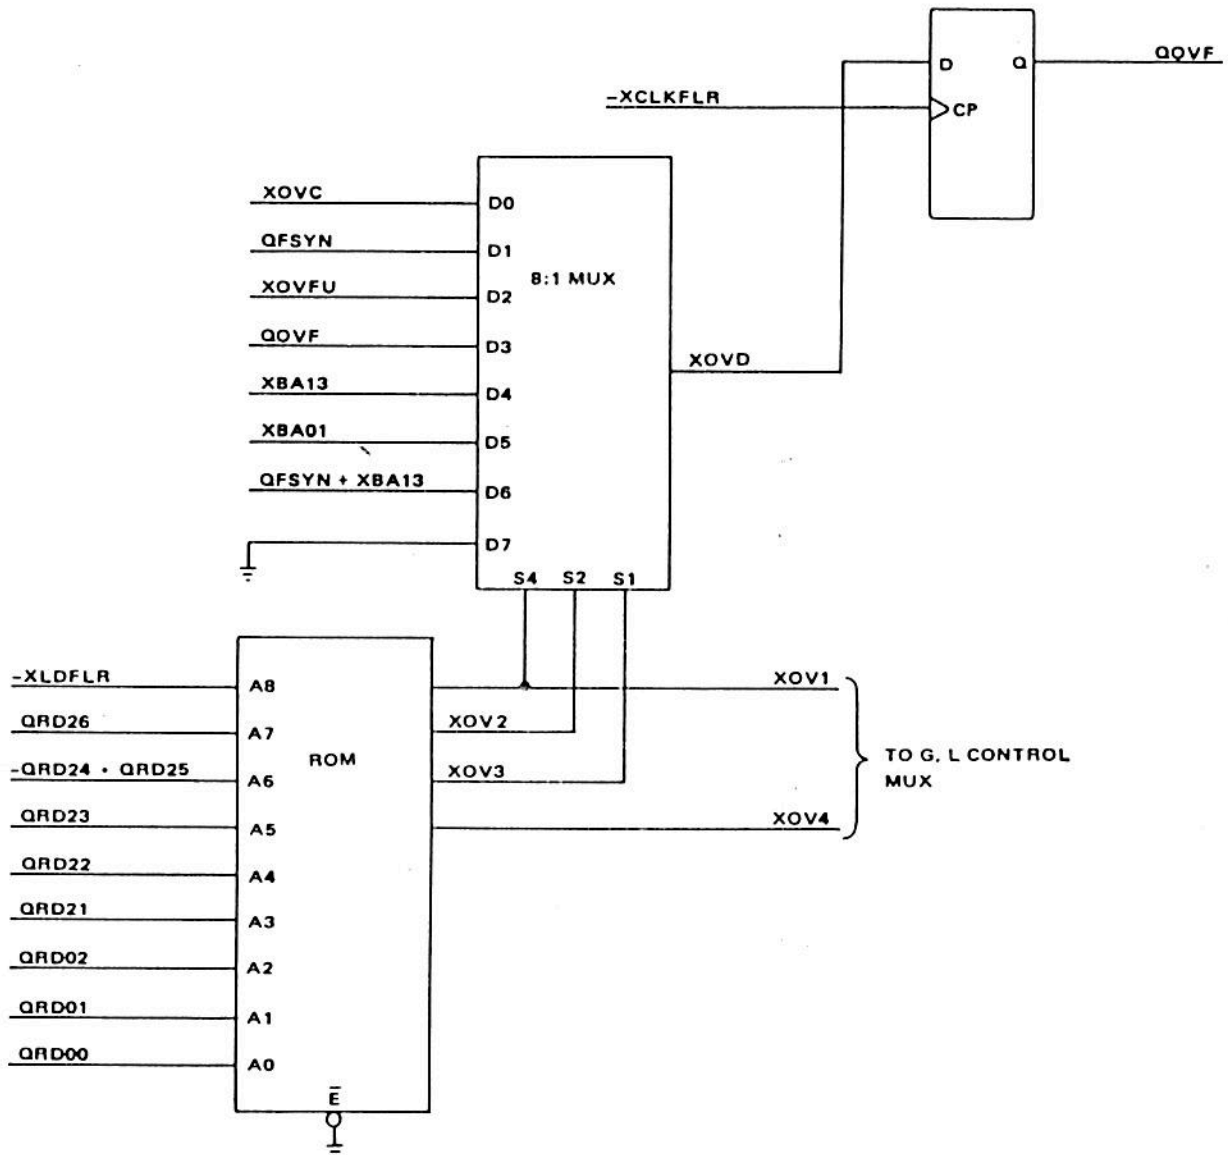 D Q QOVF
-XCLKFLR
CP
XOVC D0
QFSYN D1
8:1 MUX
XOVFU D2
QOVF D3
XOVD
XBA13 D4
XBA01 D5
QFSYN + XBA13 D6
D7
S4 S2 S1
-XLDFLR A8 XOV1
QRD26 A7 XOV2
ROM
-QRD24 • QRD25 A6 XOV3
TO G, L CONTROL
MUX
QRD23 A5 XOV4
QRD22 A4
QRD21 A3
QRD02 A2
QRD01 A1
QRD00 A0
E̅